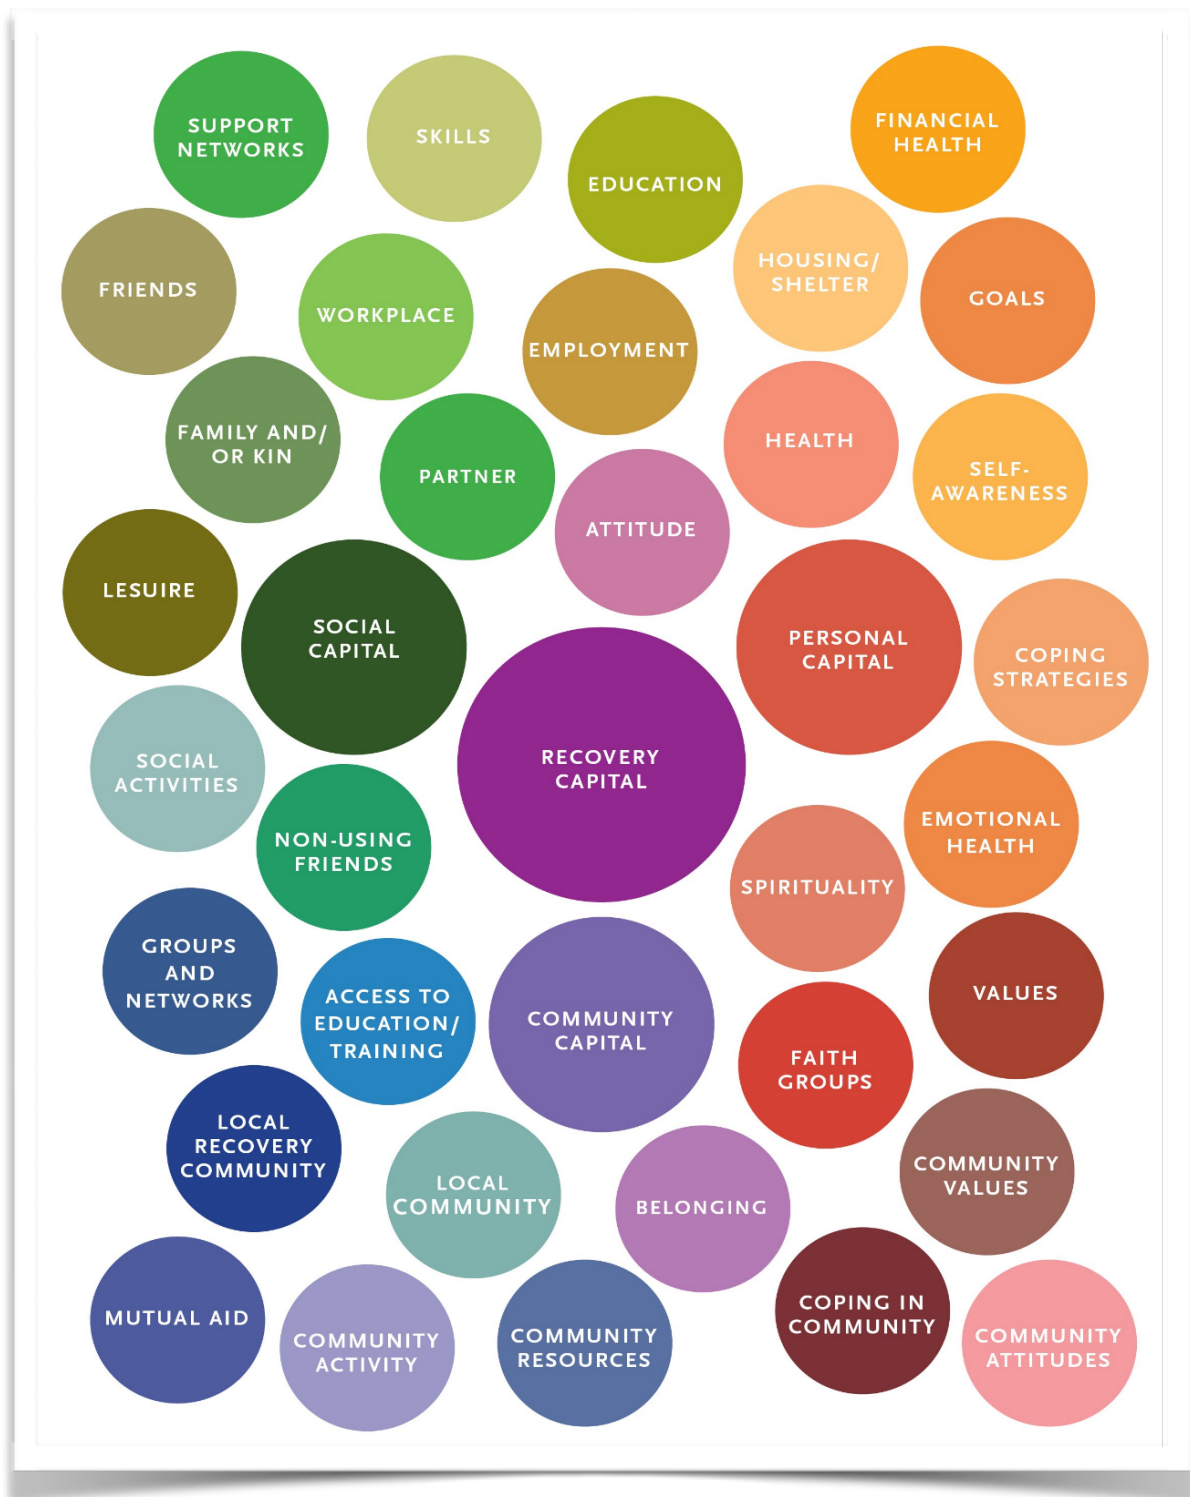 SUPPORT
NETWORKS
SKILLS
EDUCATION
FINANCIAL
HEALTH
FRIENDS
WORKPLACE
EMPLOYMENT
HOUSING/
SHELTER
GOALS
FAMILY AND/
OR KIN
PARTNER
ATTITUDE
HEALTH
SELF-
AWARENESS
LESUIRE
SOCIAL
CAPITAL
RECOVERY
CAPITAL
PERSONAL
CAPITAL
COPING
STRATEGIES
SOCIAL
ACTIVITIES
NON-USING
FRIENDS
SPIRITUALITY
EMOTIONAL
HEALTH
GROUPS
AND
NETWORKS
ACCESS TO
EDUCATION/
TRAINING
COMMUNITY
CAPITAL
FAITH
GROUPS
VALUES
LOCAL
RECOVERY
COMMUNITY
LOCAL
COMMUNITY
BELONGING
COMMUNITY
VALUES
MUTUAL AID
COMMUNITY
ACTIVITY
COMMUNITY
RESOURCES
COPING IN
COMMUNITY
COMMUNITY
ATTITUDES